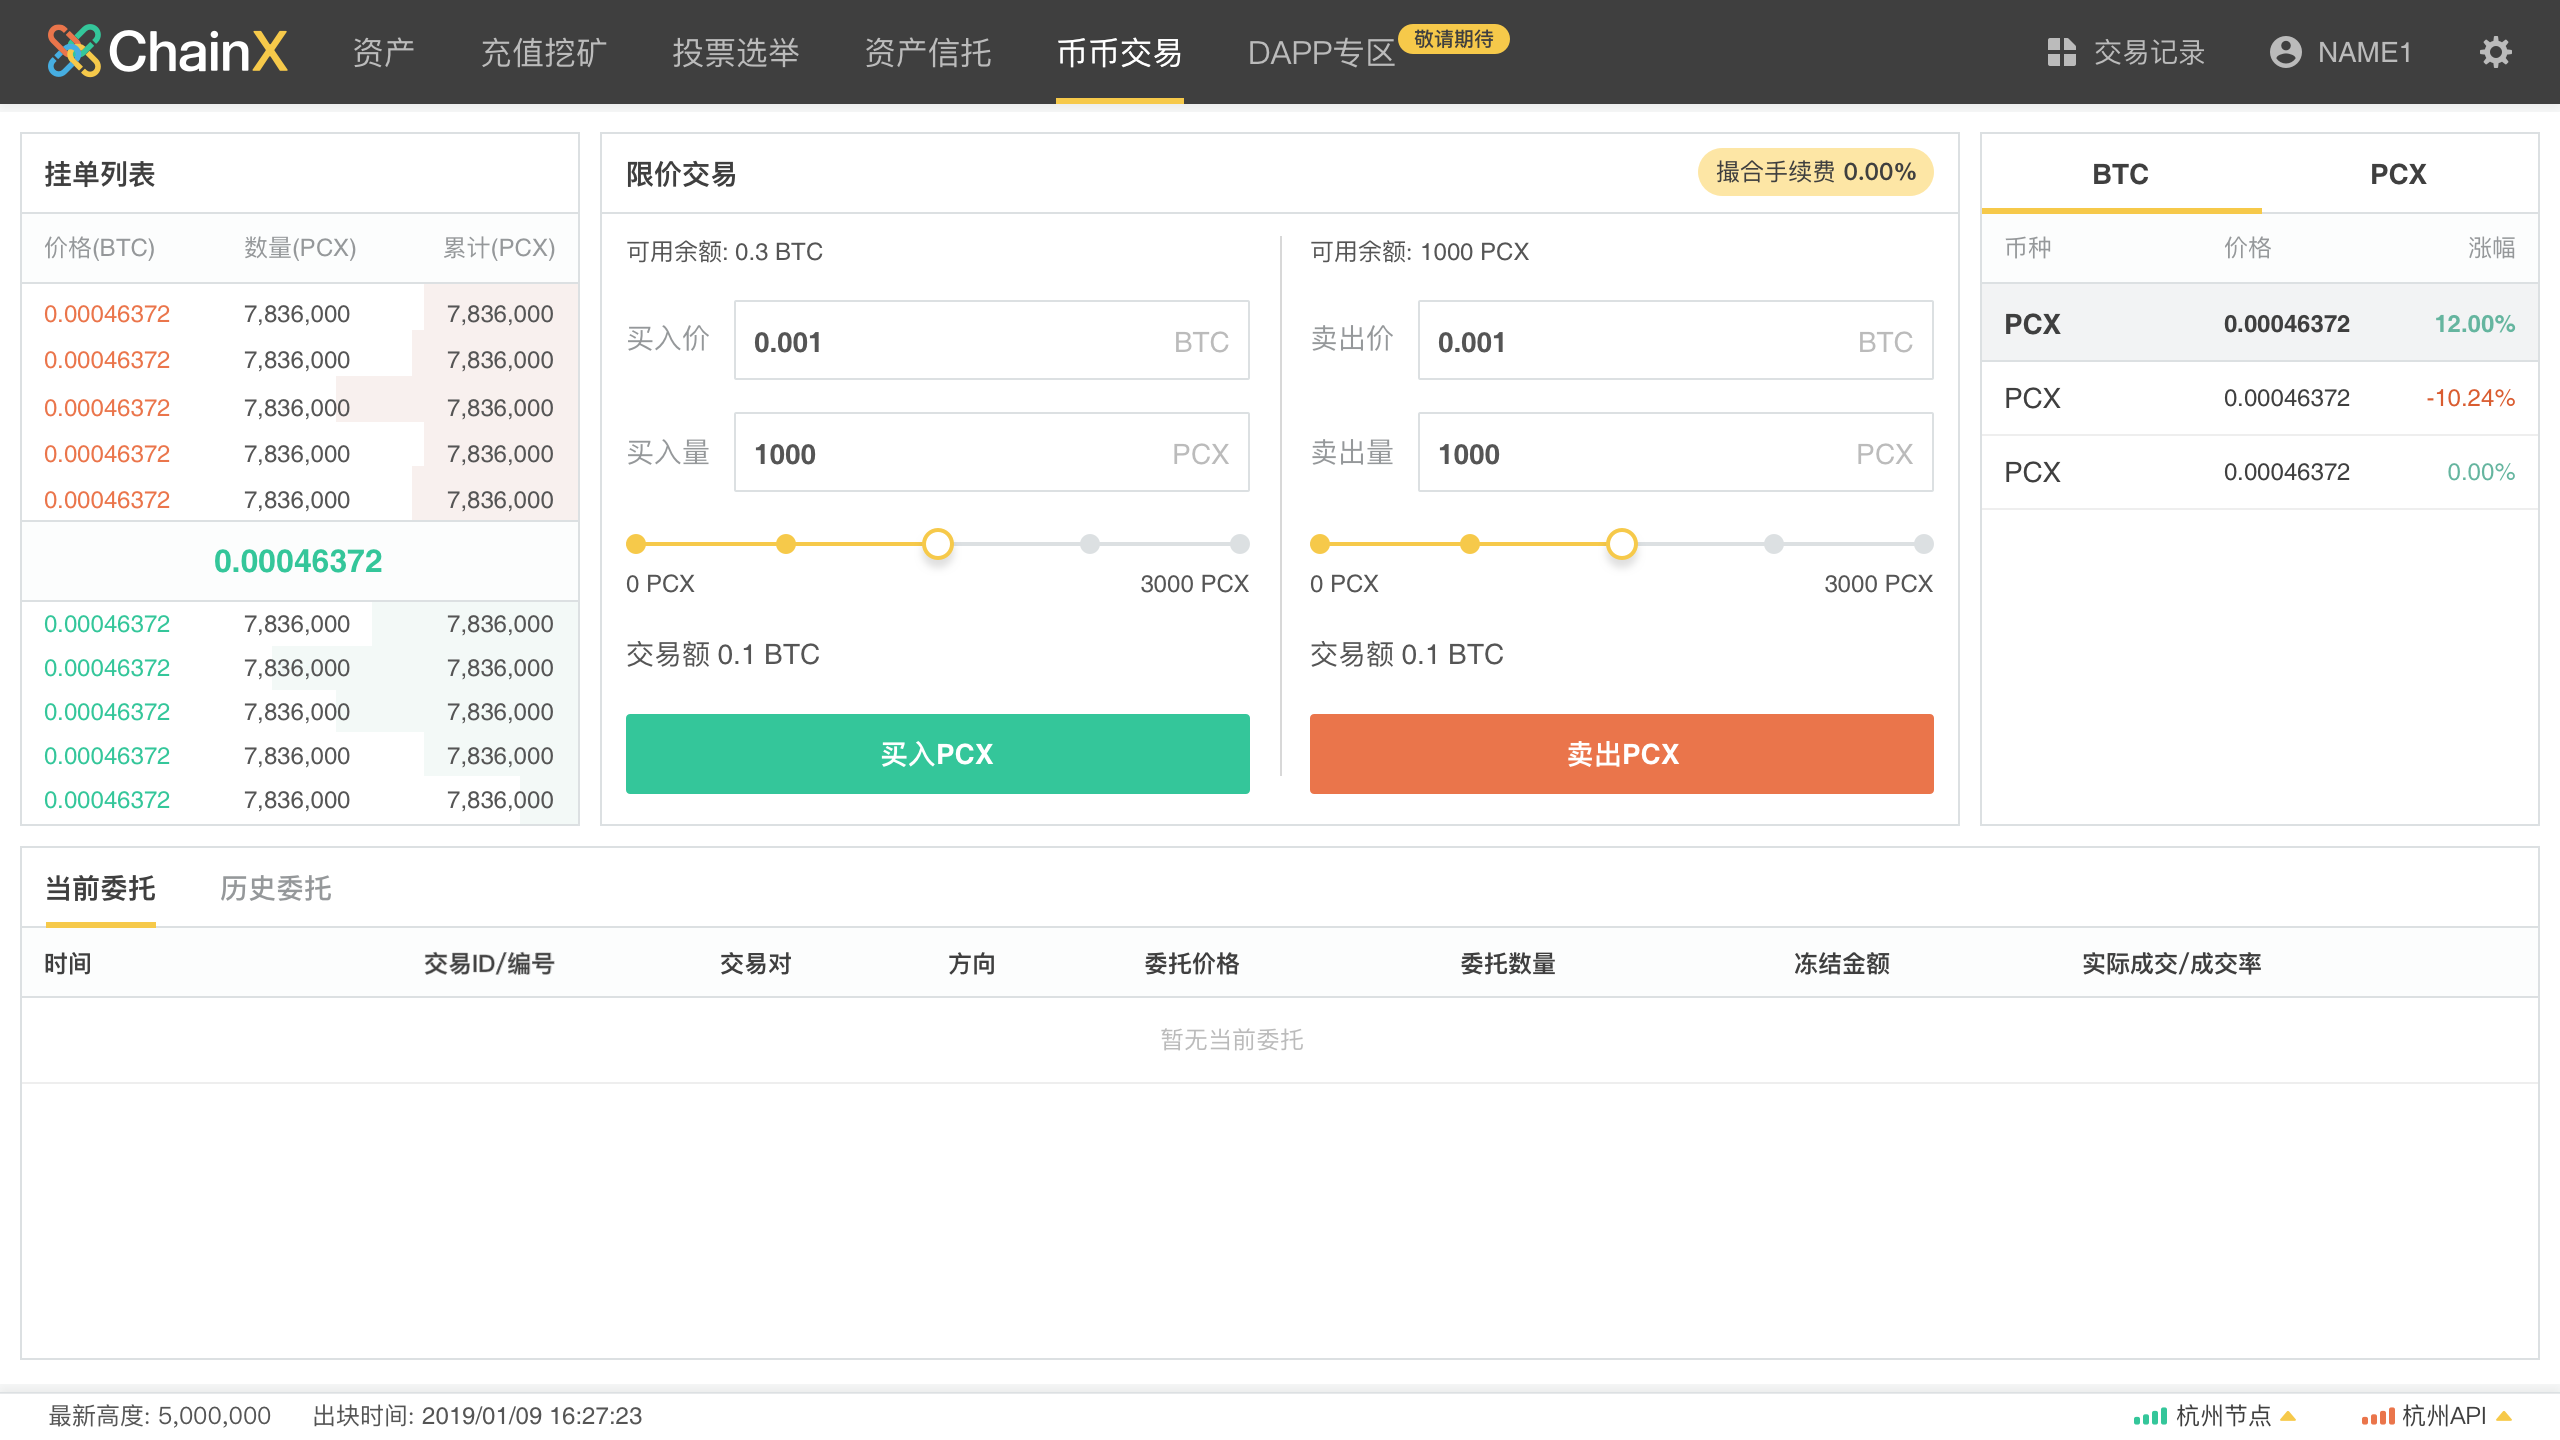 ChainX 资产 充值挖矿 投票选举 资产信托 币币交易 DAPP专区 敬请期待 交易记录 NAME1
挂单列表
价格(BTC) 数量(PCX) 累计(PCX)
0.00046372 7,836,000 7,836,000
0.00046372 7,836,000 7,836,000
0.00046372 7,836,000 7,836,000
0.00046372 7,836,000 7,836,000
0.00046372 7,836,000 7,836,000
0.00046372
0.00046372 7,836,000 7,836,000
0.00046372 7,836,000 7,836,000
0.00046372 7,836,000 7,836,000
0.00046372 7,836,000 7,836,000
0.00046372 7,836,000 7,836,000
限价交易 撮合手续费 0.00%
可用余额: 0.3 BTC
买入价 0.001 BTC
买入量 1000 PCX
0 PCX 3000 PCX
交易额 0.1 BTC
买入PCX
可用余额: 1000 PCX
卖出价 0.001 BTC
卖出量 1000 PCX
0 PCX 3000 PCX
交易额 0.1 BTC
卖出PCX
BTC PCX
币种 价格 涨幅
PCX 0.00046372 12.00%
PCX 0.00046372 -10.24%
PCX 0.00046372 0.00%
当前委托 历史委托
时间 交易ID/编号 交易对 方向 委托价格 委托数量 冻结金额 实际成交/成交率
暂无当前委托
最新高度: 5,000,000 出块时间: 2019/01/09 16:27:23 杭州节点 杭州API